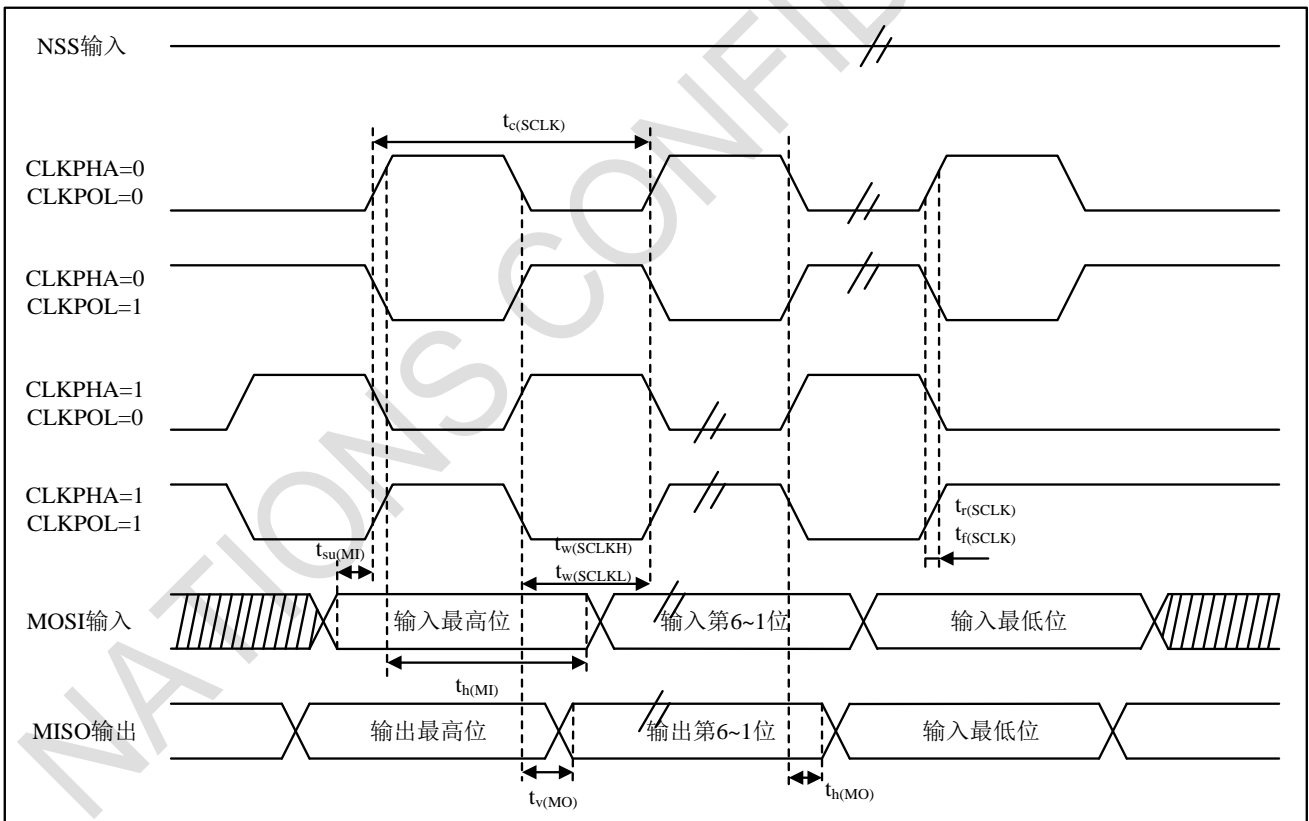 NSS输入
tc(SCLK)
CLKPHA=0
CLKPOL=0
CLKPHA=0
CLKPOL=1
CLKPHA=1
CLKPOL=0
CLKPHA=1
CLKPOL=1
tr(SCLK)
tf(SCLK)
tsu(MI)
tw(SCLKH)
tw(SCLKL)
MOSI输入
输入最高位
输入第6~1位
输入最低位
th(MI)
MISO输出
输出最高位
输出第6~1位
输入最低位
tv(MO)
th(MO)
NATIONS CONFID